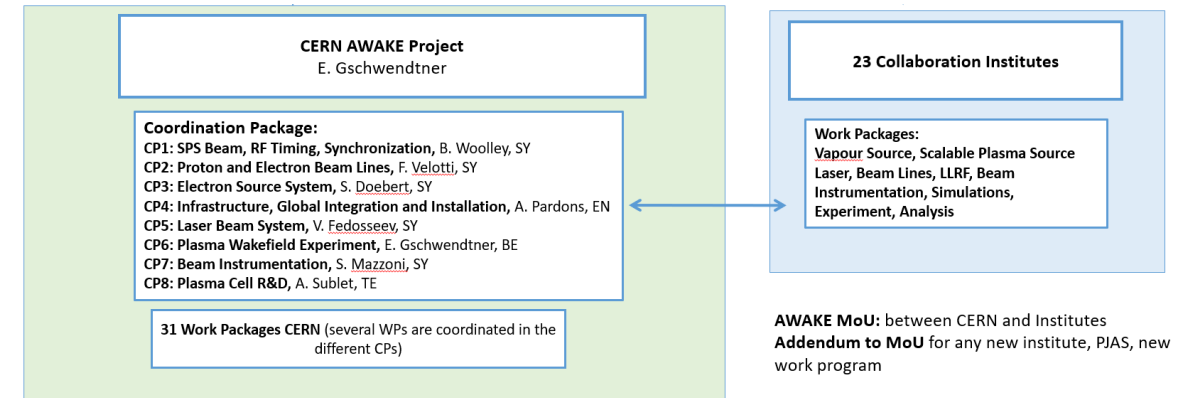 CERN AWAKE Project
E. Gschwendtner
Coordination Package:
CP1: SPS Beam, RF Timing, Synchronization, B. Woolley, SY
CP2: Proton and Electron Beam Lines, F. Velotti, SY
CP3: Electron Source System, S. Doebert, SY
CP4: Infrastructure, Global Integration and Installation, A. Pardons, EN
CP5: Laser Beam System, V. Fedosseev, SY
CP6: Plasma Wakefield Experiment, E. Gschwendtner, BE
CP7: Beam Instrumentation, S. Mazzoni, SY
CP8: Plasma Cell R&D, A. Sublet, TE
31 Work Packages CERN (several WPs are coordinated in the
different CPs)
23 Collaboration Institutes
Work Packages:
Vapour Source, Scalable Plasma Source
Laser, Beam Lines, LLRF, Beam
Instrumentation, Simulations,
Experiment, Analysis
AWAKE MoU: between CERN and Institutes
Addendum to MoU for any new institute, PJAS, new
work program